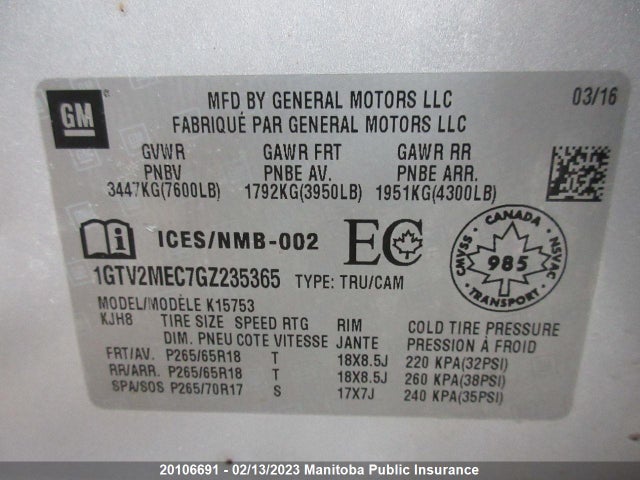 GM
MFD BY GENERAL MOTORS LLC 03/16
FABRIQUÉ PAR GENERAL MOTORS LLC
GVWR GAWR FRT GAWR RR
PNBV PNBE AV. PNBE ARR.
3447KG(7600LB) 1792KG(3950LB) 1951KG(4300LB)
ICES/NMB-002 EC CMVSS CANADA NSVAC 985 TRANSPORT
1GTV2MEC7GZ235365 TYPE: TRU/CAM
MODEL/MODÈLE K15753
KJH8 TIRE SIZE SPEED RTG RIM COLD TIRE PRESSURE
DIM. PNEU COTE VITESSE JANTE PRESSION À FROID
FRT/AV. P265/65R18 T 18X8.5J 220 KPA(32PSI)
RR/ARR. P265/65R18 T 18X8.5J 260 KPA(38PSI)
SPA/SOS P265/70R17 S 17X7J 240 KPA(35PSI)
20106691 - 02/13/2023 Manitoba Public Insurance